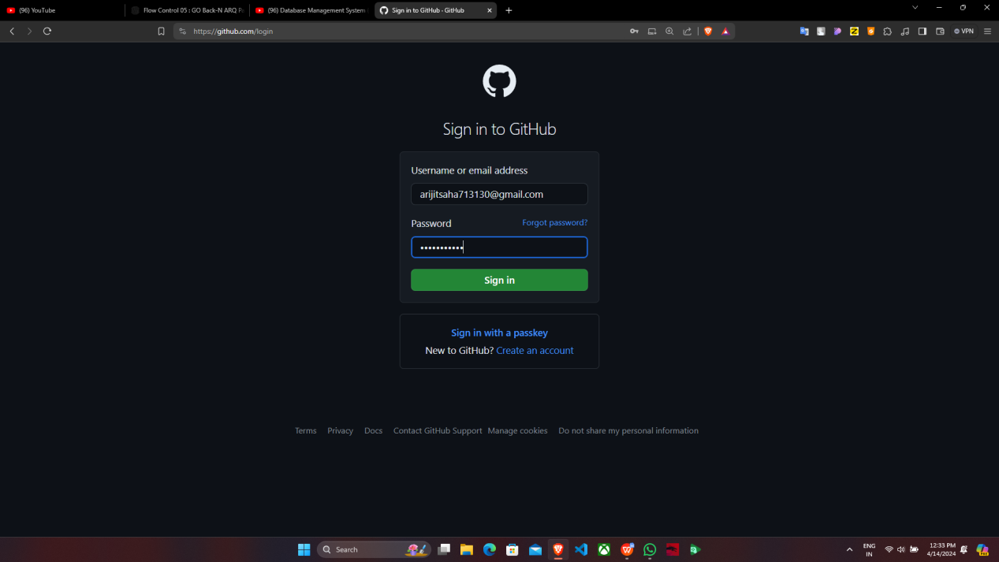 (96) YouTube
Flow Control 05 : GO Back-N ARQ
(96) Database Management System
Sign in to GitHub · GitHub
https://github.com/login
VPN
Sign in to GitHub
Username or email address
arijitsaha713130@gmail.com
Password Forgot password?
•••••••••••
Sign in
Sign in with a passkey
New to GitHub? Create an account
Terms Privacy Docs Contact GitHub Support Manage cookies Do not share my personal information
Search
ENG
IN
12:33 PM
4/14/2024